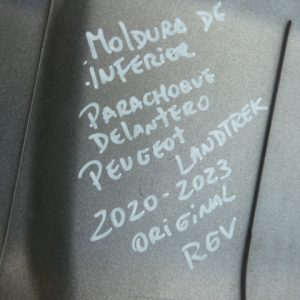 MOLDURA DE
.INFERIOR
PARACHOQUE
DELANTERO
PEUGEOT LANDTREK
2020-2023
ORIGINAL
RGV